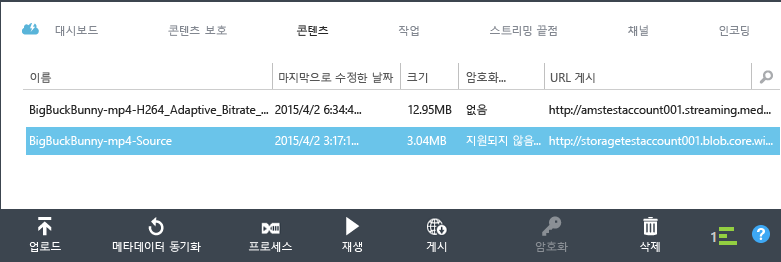 대시보드 콘텐츠 보호 콘텐츠 작업 스트리밍 끝점 채널 인코딩
이름 마지막으로 수정한 날짜 크기 암호화... URL 게시
BigBuckBunny-mp4-H264_Adaptive_Bitrate_... 2015/4/2 6:34:4... 12.95MB 없음 http://amstestaccount001.streaming.med...
BigBuckBunny-mp4-Source 2015/4/2 3:17:1... 3.04MB 지원되지 않음... http://storagetestaccount001.blob.core.wi...
업로드 메타데이터 동기화 프로세스 재생 게시 암호화 삭제 1 ?